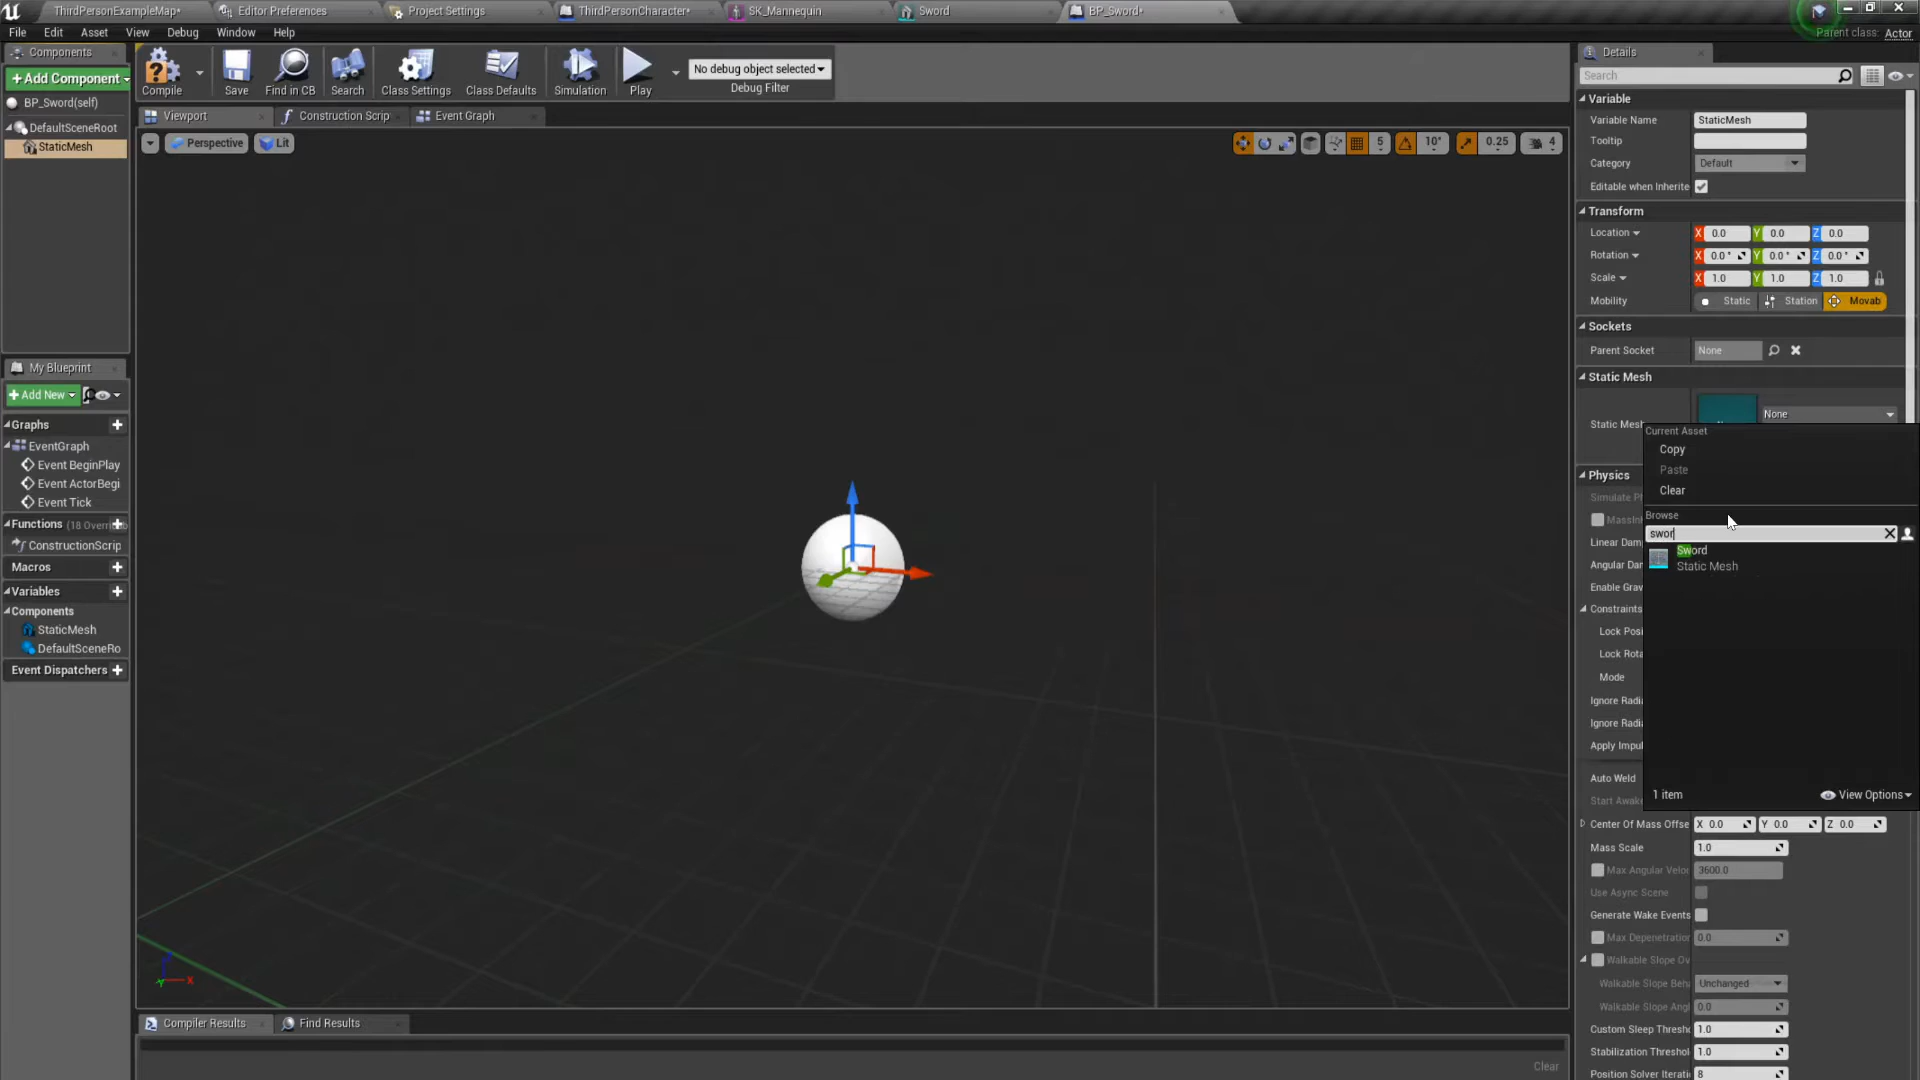 ThirdPersonExampleMap* Editor Preferences Project Settings ThirdPersonCharacter* SK_Mannequin Sword BP_Sword*
File Edit Asset View Debug Window Help Parent class: Actor
Components
+Add Component
BP_Sword(self)
DefaultSceneRoot
StaticMesh
Compile Save Find in CB Search Class Settings Class Defaults Simulation Play
No debug object selected
Debug Filter
Viewport Construction Scrip Event Graph
Perspective Lit
5 10° 0.25 4
My Blueprint
+Add New
Graphs
EventGraph
Event BeginPlay
Event ActorBegi
Event Tick
Functions (18 Overri
ConstructionScrip
Macros
Variables
Components
StaticMesh
DefaultSceneRo
Event Dispatchers
Compiler Results Find Results
Clear
Details
Search
Variable
Variable Name StaticMesh
Tooltip
Category Default
Editable when Inherite
Transform
Location X 0.0 Y 0.0 Z 0.0
Rotation X 0.0 ° Y 0.0 ° Z 0.0 °
Scale X 1.0 Y 1.0 Z 1.0
Mobility Static Station Movab
Sockets
Parent Socket None
Static Mesh
Static Mesh None
Current Asset
Copy
Paste
Clear
Browse
swor
Sword
Static Mesh
1 item View Options
Physics
Simulate Ph
MassInK
Linear Damp
Angular Dam
Enable Grav
Constraints
Lock Posi
Lock Rota
Mode
Ignore Radia
Ignore Radia
Apply Impul
Auto Weld
Start Awake
Center Of Mass Offse X 0.0 Y 0.0 Z 0.0
Mass Scale 1.0
Max Angular Veloc 3600.0
Use Async Scene
Generate Wake Events
Max Depenetration 0.0
Walkable Slope Ov
Walkable Slope Beha Unchanged
Walkable Slope Angl 0.0
Custom Sleep Thresho 1.0
Stabilization Threshol 1.0
Position Solver Iterati 8